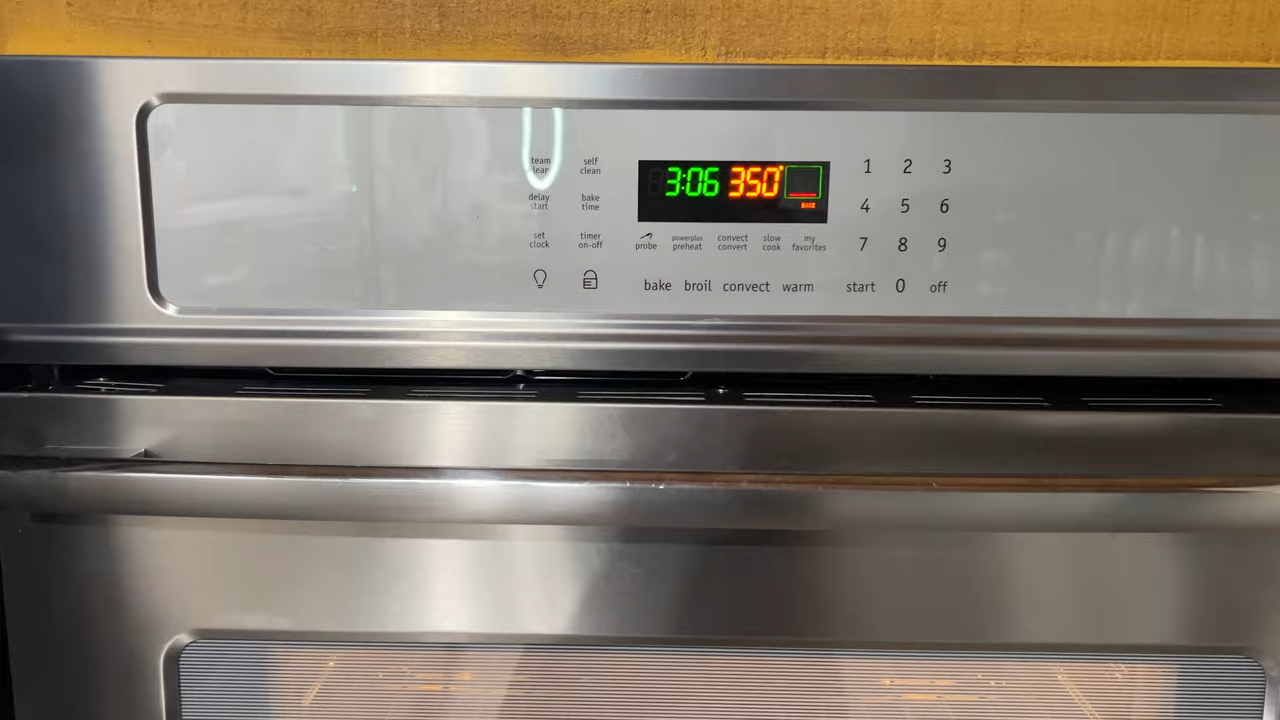 team clean
self clean
delay start
bake time
set clock
timer on-off
3:06 350°
BAKE
probe
powerplus preheat
convect convert
slow cook
my favorites
bake broil convect warm
1 2 3
4 5 6
7 8 9
start 0 off